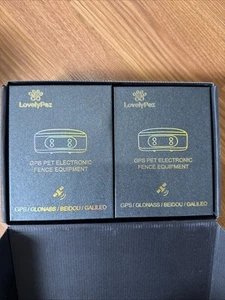 LovelyPez
GPS PET ELECTRONIC
FENCE EQUIPMENT
GPS / GLONASS / BEIDOU / GALILEO
LovelyPez
GPS PET ELECTRONIC
FENCE EQUIPMENT
GPS / GLONASS / BEIDOU / GALILEO